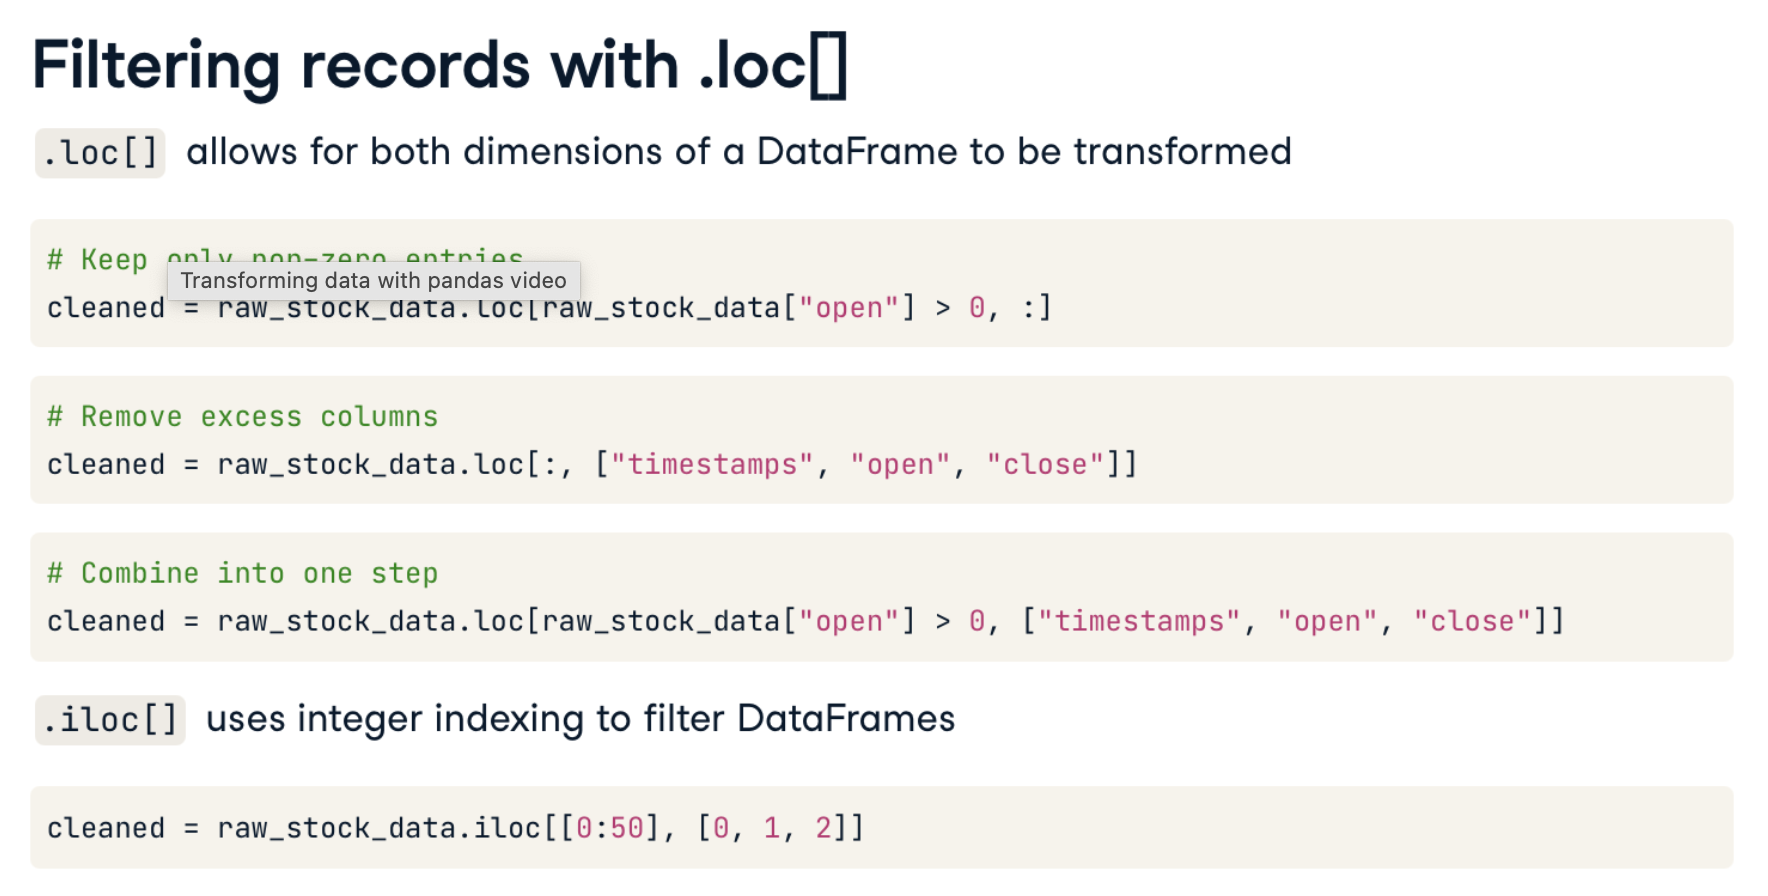 Filtering records with .loc[]
.loc[] allows for both dimensions of a DataFrame to be transformed
# Keep only non-zero entries
Transforming data with pandas video
cleaned = raw_stock_data.loc[raw_stock_data["open"] > 0, :]
# Remove excess columns
cleaned = raw_stock_data.loc[:, ["timestamps", "open", "close"]]
# Combine into one step
cleaned = raw_stock_data.loc[raw_stock_data["open"] > 0, ["timestamps", "open", "close"]]
.iloc[] uses integer indexing to filter DataFrames
cleaned = raw_stock_data.iloc[[0:50], [0, 1, 2]]